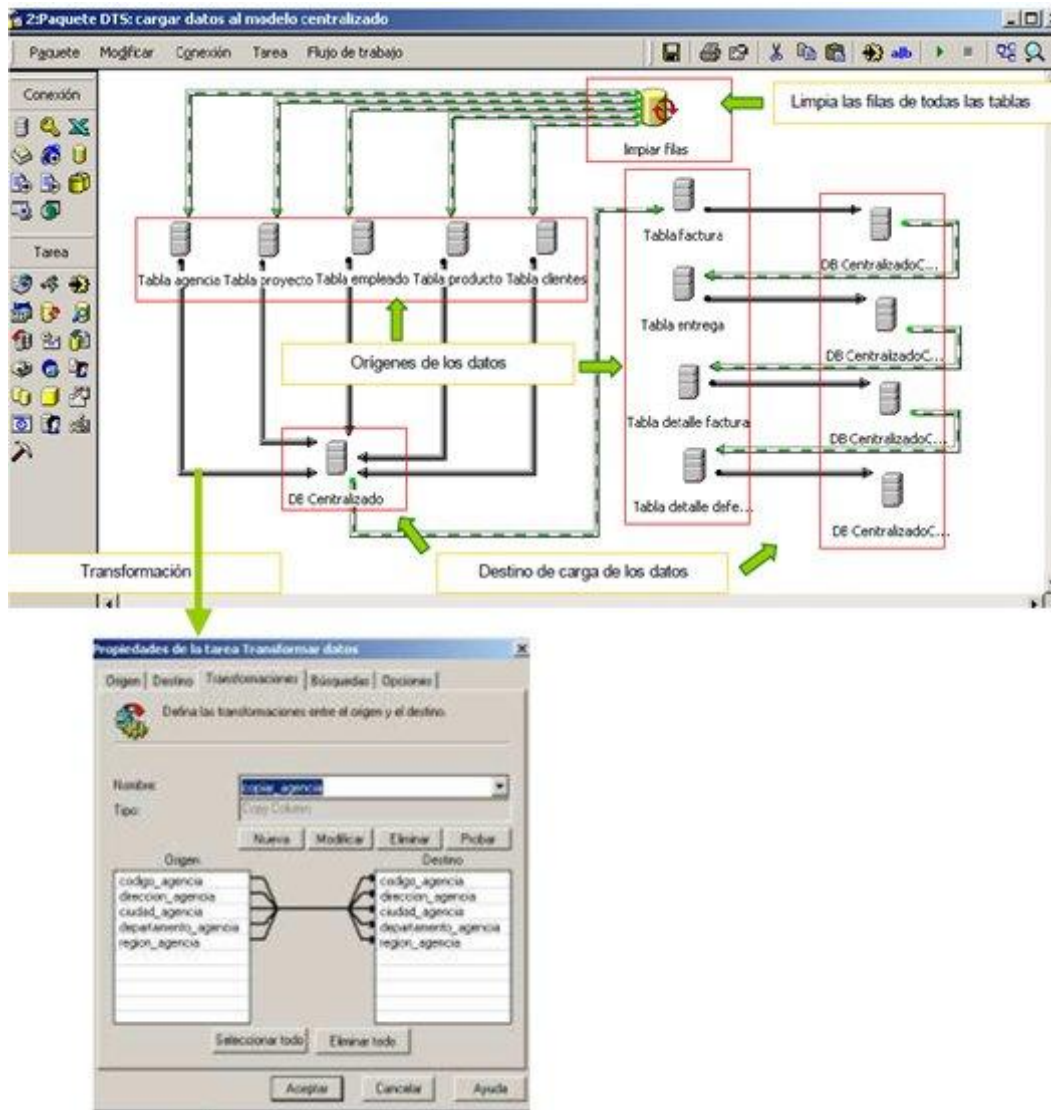 2:Paquete DTS: cargar datos al modelo centralizado
Paquete Modificar Conexión Tarea Flujo de trabajo
Conexión
Tarea
Limpia las filas de todas las tablas
limpiar filas
Tabla agencia Tabla proyecto Tabla empleado Tabla producto Tabla clientes
Tabla factura
DB CentralizadoC...
Tabla entrega
DB CentralizadoC...
Orígenes de los datos
Tabla detalle factura
DB CentralizadoC...
DB Centralizado
Tabla detalle defe...
DB CentralizadoC...
Transformación
Destino de carga de los datos
Propiedades de la tarea Transformar datos
Origen Destino Transformaciones Búsquedas Opciones
Defina las transformaciones entre el origen y el destino.
Nombre: copiar_agencia
Tipo: Copy Column
Nueva Modificar Eliminar Probar
Origen Destino
codigo_agencia codigo_agencia
direccion_agencia direccion_agencia
ciudad_agencia ciudad_agencia
departamento_agencia departamento_agencia
region_agencia region_agencia
Seleccionar todo Eliminar todo
Aceptar Cancelar Ayuda